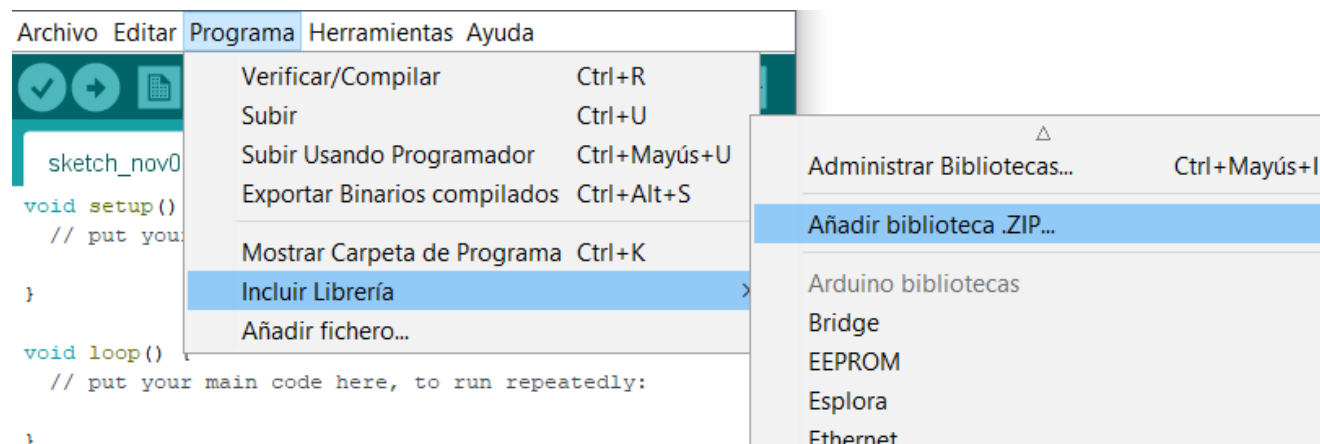 Archivo Editar Programa Herramientas Ayuda
Verificar/Compilar Ctrl+R
Subir Ctrl+U
Subir Usando Programador Ctrl+Mayús+U
Exportar Binarios compilados Ctrl+Alt+S
Mostrar Carpeta de Programa Ctrl+K
Incluir Librería
Añadir fichero...
Administrar Bibliotecas... Ctrl+Mayús+I
Añadir biblioteca .ZIP...
Arduino bibliotecas
Bridge
EEPROM
Esplora
Ethernet
sketch_nov0
void setup()
// put your
}
void loop() {
// put your main code here, to run repeatedly:
}